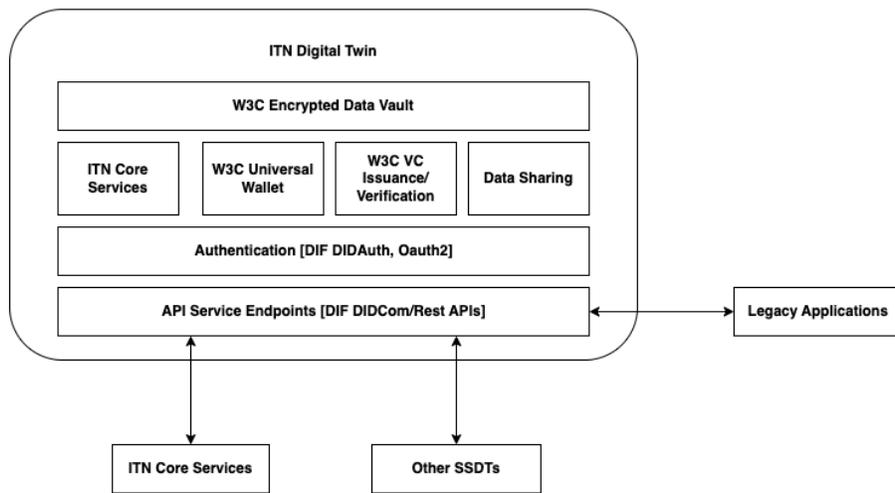 ITN Digital Twin
W3C Encrypted Data Vault
ITN Core
Services
W3C Universal
Wallet
W3C VC
Issuance/
Verification
Data Sharing
Authentication [DIF DIDAuth, Oauth2]
API Service Endpoints [DIF DIDCom/Rest APIs]
Legacy Applications
ITN Core Services
Other SSDTs